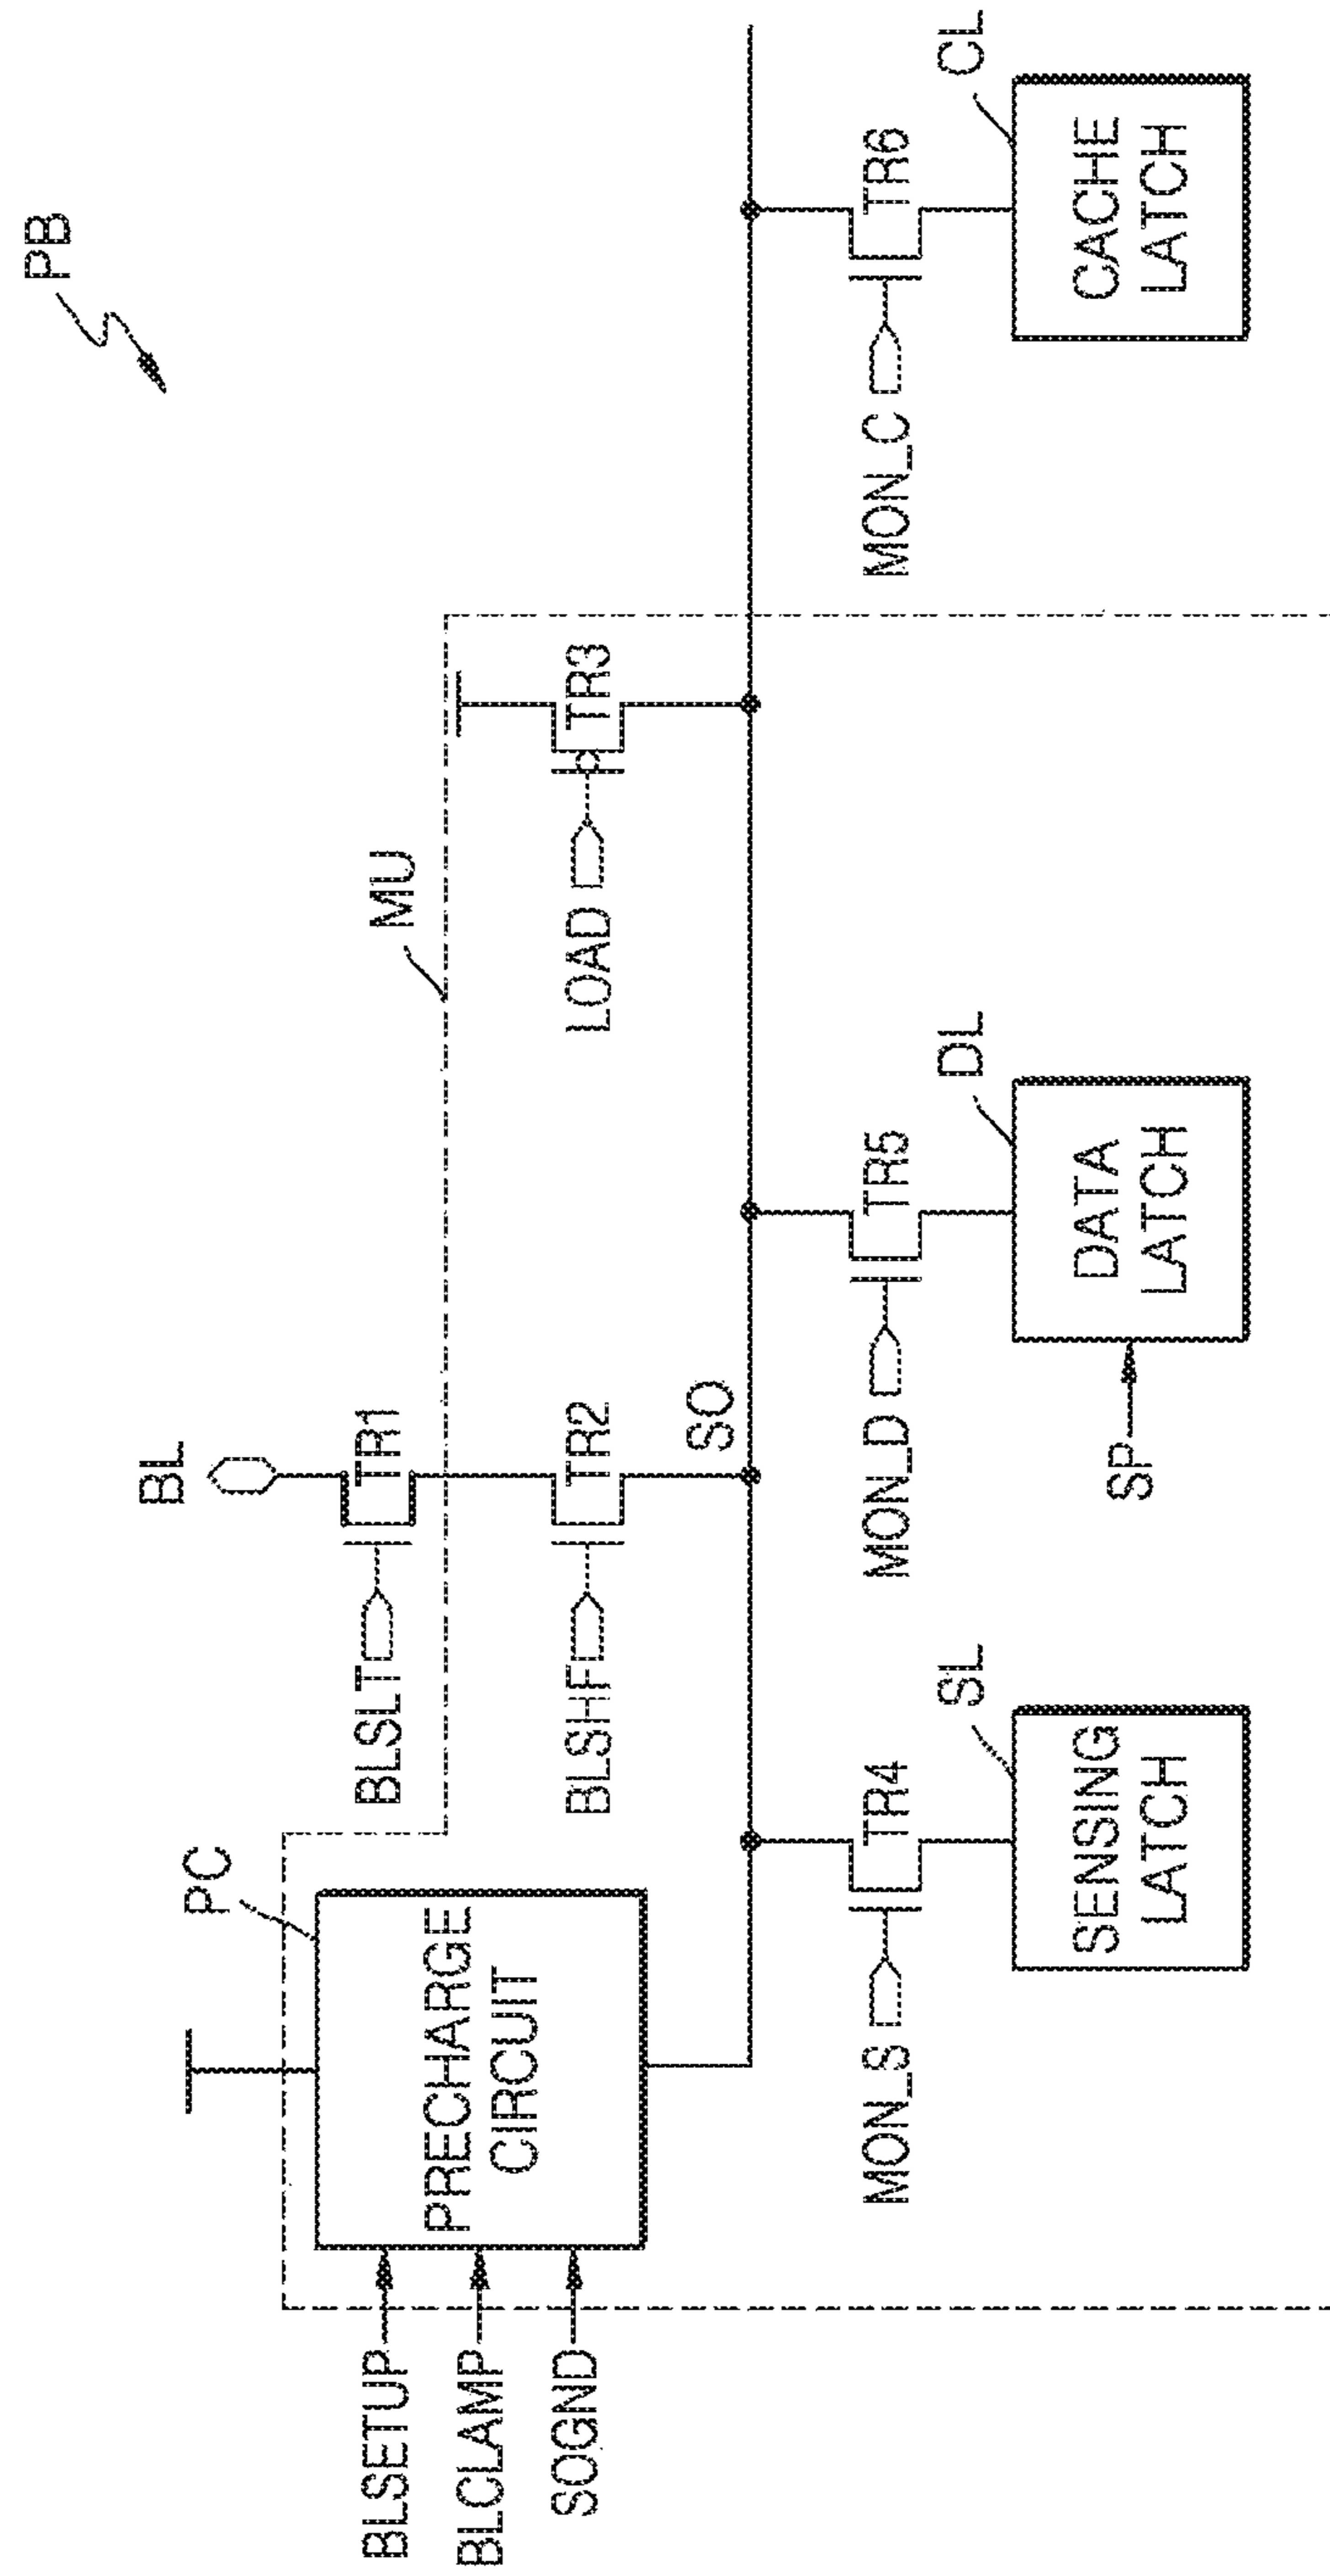 PB
BL
PC
MU
BLSLT
TR1
BLSETUP
BLCLAMP
SOGND
PRECHARGE
CIRCUIT
BLSHF
TR2
LOAD
TR3
SO
MON_S
TR4
MON_D
TR5
MON_C
TR6
SL
DL
CL
SENSING
LATCH
SP
DATA
LATCH
CACHE
LATCH